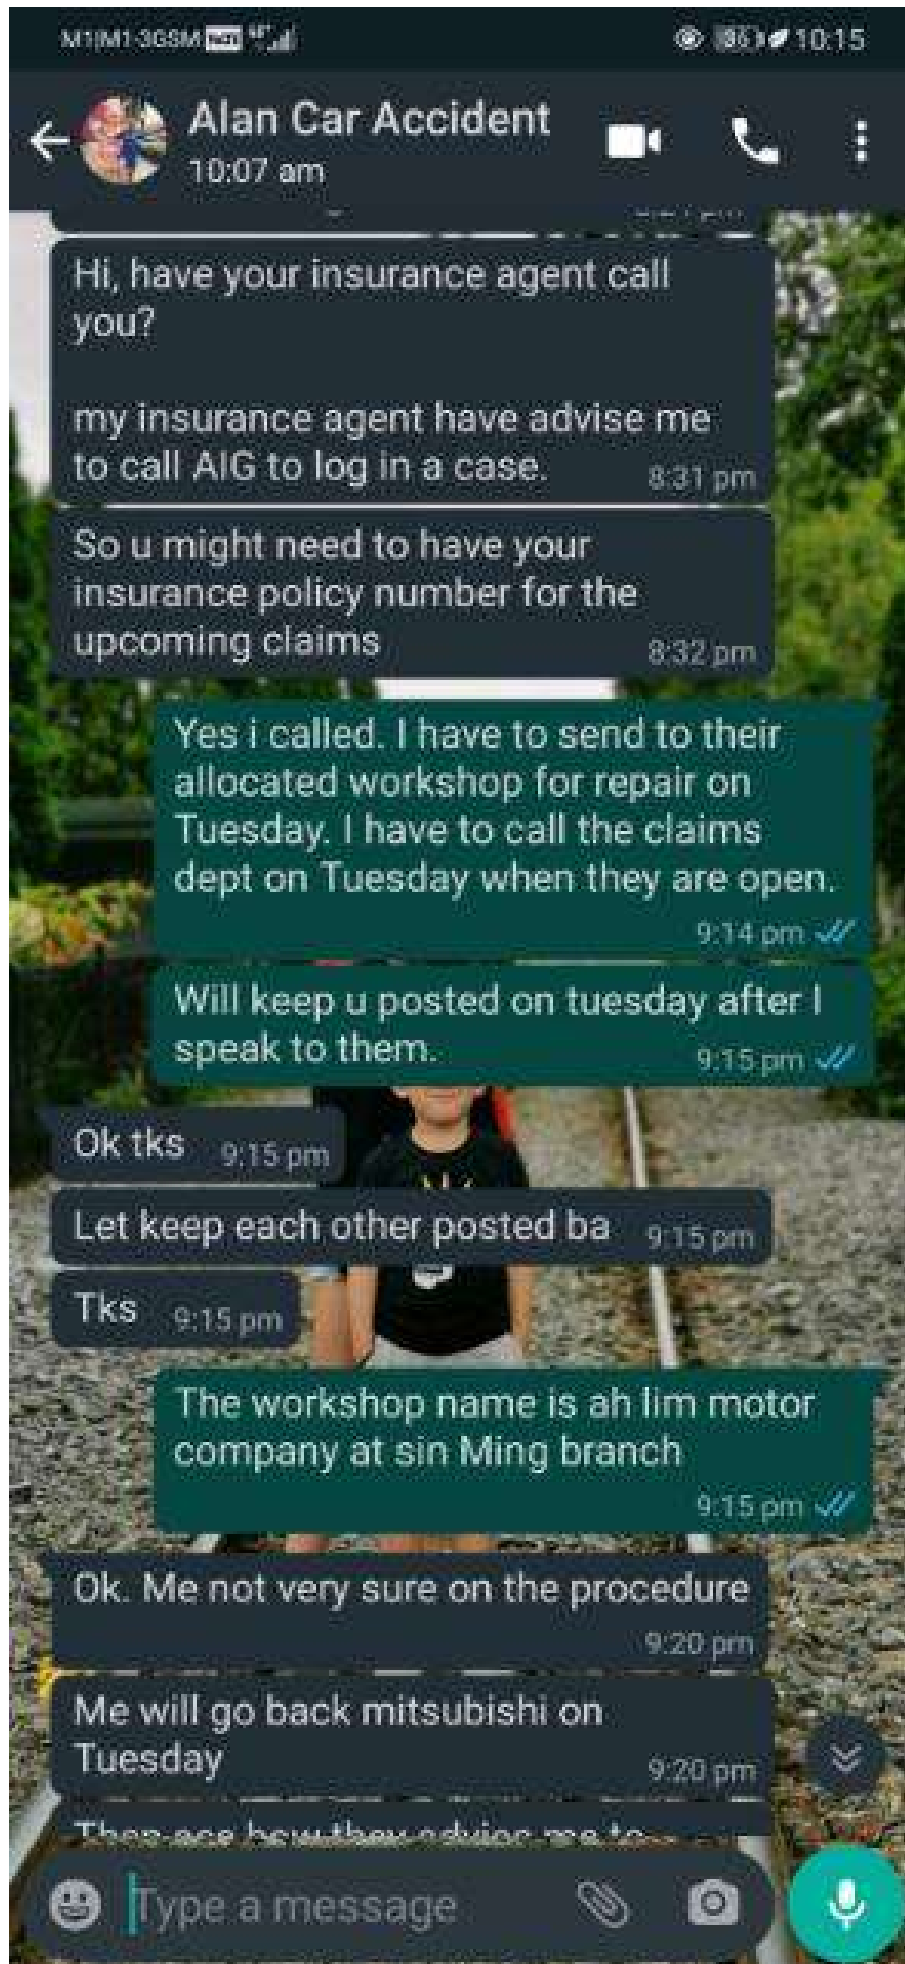 M1|M1-3GSM
10:15
Alan Car Accident
10:07 am
Hi, have your insurance agent call
you?
my insurance agent have advise me
to call AIG to log in a case.
8:31 pm
So u might need to have your
insurance policy number for the
upcoming claims
8:32 pm
Yes i called. I have to send to their
allocated workshop for repair on
Tuesday. I have to call the claims
dept on Tuesday when they are open.
9:14 pm
Will keep u posted on tuesday after I
speak to them.
9:15 pm
Ok tks 9:15 pm
Let keep each other posted ba 9:15 pm
Tks 9:15 pm
The workshop name is ah lim motor
company at sin Ming branch
9:15 pm
Ok. Me not very sure on the procedure
9:20 pm
Me will go back mitsubishi on
Tuesday
9:20 pm
how they me to
Type a message